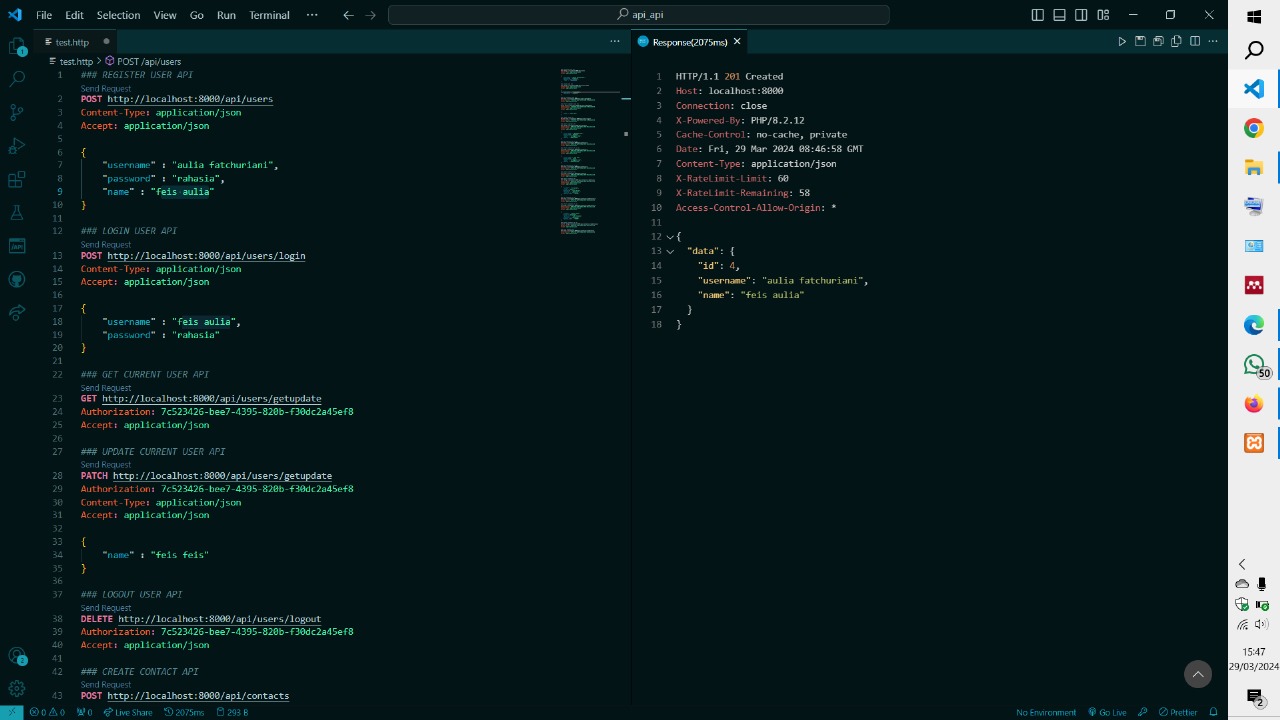 File Edit Selection View Go Run Terminal ··· api_api
test.http
test.http > POST /api/users
1 ### REGISTER USER API
Send Request
2 POST http://localhost:8000/api/users
3 Content-Type: application/json
4 Accept: application/json
5
6 {
7 "username" : "aulia fatchuriani",
8 "password" : "rahasia",
9 "name" : "feis aulia"
10 }
11
12 ### LOGIN USER API
Send Request
13 POST http://localhost:8000/api/users/login
14 Content-Type: application/json
15 Accept: application/json
16
17 {
18 "username" : "feis aulia",
19 "password" : "rahasia"
20 }
21
22 ### GET CURRENT USER API
Send Request
23 GET http://localhost:8000/api/users/getupdate
24 Authorization: 7c523426-bee7-4395-820b-f30dc2a45ef8
25 Accept: application/json
26
27 ### UPDATE CURRENT USER API
Send Request
28 PATCH http://localhost:8000/api/users/getupdate
29 Authorization: 7c523426-bee7-4395-820b-f30dc2a45ef8
30 Content-Type: application/json
31 Accept: application/json
32
33 {
34 "name" : "feis feis"
35 }
36
37 ### LOGOUT USER API
Send Request
38 DELETE http://localhost:8000/api/users/logout
39 Authorization: 7c523426-bee7-4395-820b-f30dc2a45ef8
40 Accept: application/json
41
42 ### CREATE CONTACT API
Send Request
43 POST http://localhost:8000/api/contacts
Response(2075ms)
1 HTTP/1.1 201 Created
2 Host: localhost:8000
3 Connection: close
4 X-Powered-By: PHP/8.2.12
5 Cache-Control: no-cache, private
6 Date: Fri, 29 Mar 2024 08:46:58 GMT
7 Content-Type: application/json
8 X-RateLimit-Limit: 60
9 X-RateLimit-Remaining: 58
10 Access-Control-Allow-Origin: *
11
12 {
13 "data": {
14 "id": 4,
15 "username": "aulia fatchuriani",
16 "name": "feis aulia"
17 }
18 }
0 0 0 Live Share 2075ms 293 B No Environment Go Live Prettier
50
15:47
29/03/2024
2